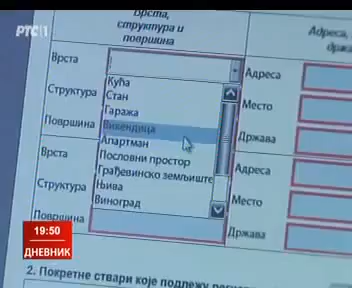 Врста,
структура и
површина
Адреса,
РТС 1
Врста
Кућа
Стан
Гаража
Викендица
Апартман
Пословни простор
Грађевинско земљиште
Њива
Виноград
Структура
Површина
Врста
Структура
Површина
Адреса
Место
Држава
Адреса
Место
Држава
19:50
ДНЕВНИК
2. Покретне ствари које подлежу